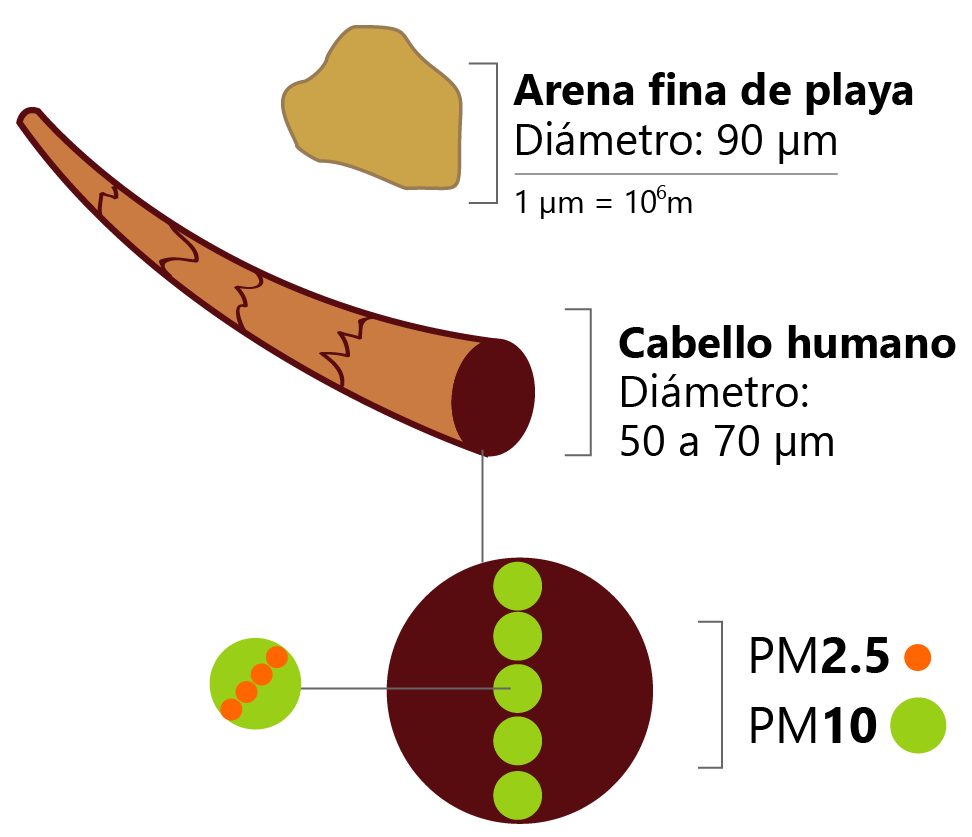 Arena fina de playa
Diámetro: 90 µm
1 µm = 10⁶m
Cabello humano
Diámetro:
50 a 70 µm
PM2.5
PM10